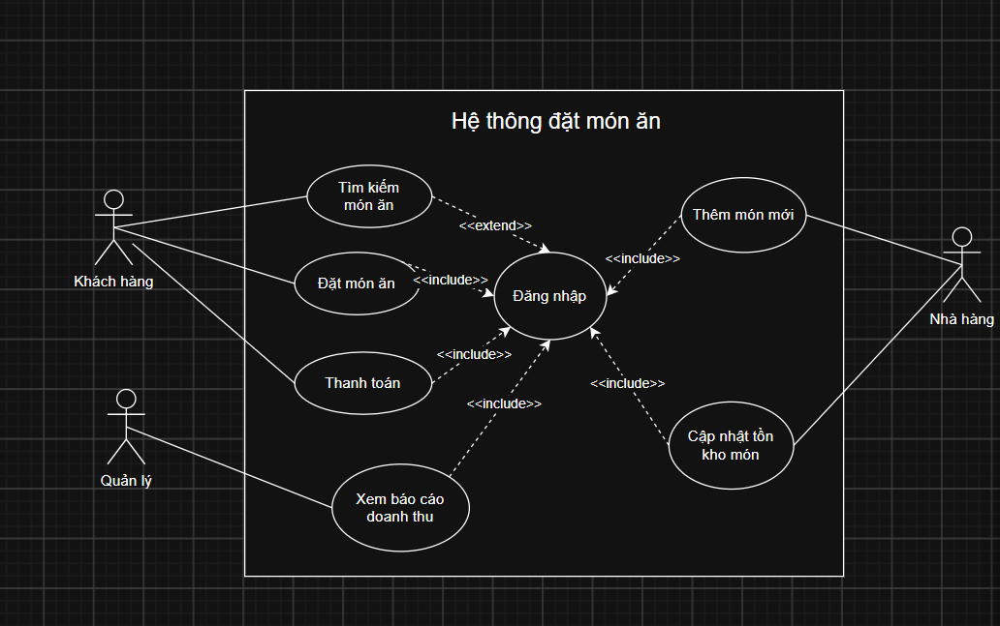 Hệ thông đặt món ăn
Tìm kiếm
món ăn
<<extend>>
Thêm món mới
Khách hàng
Đặt món ăn
<<include>>
Đăng nhập
<<include>>
Nhà hàng
Thanh toán
<<include>>
<<include>>
<<include>>
Quản lý
Cập nhật tồn
kho món
Xem báo cáo
doanh thu